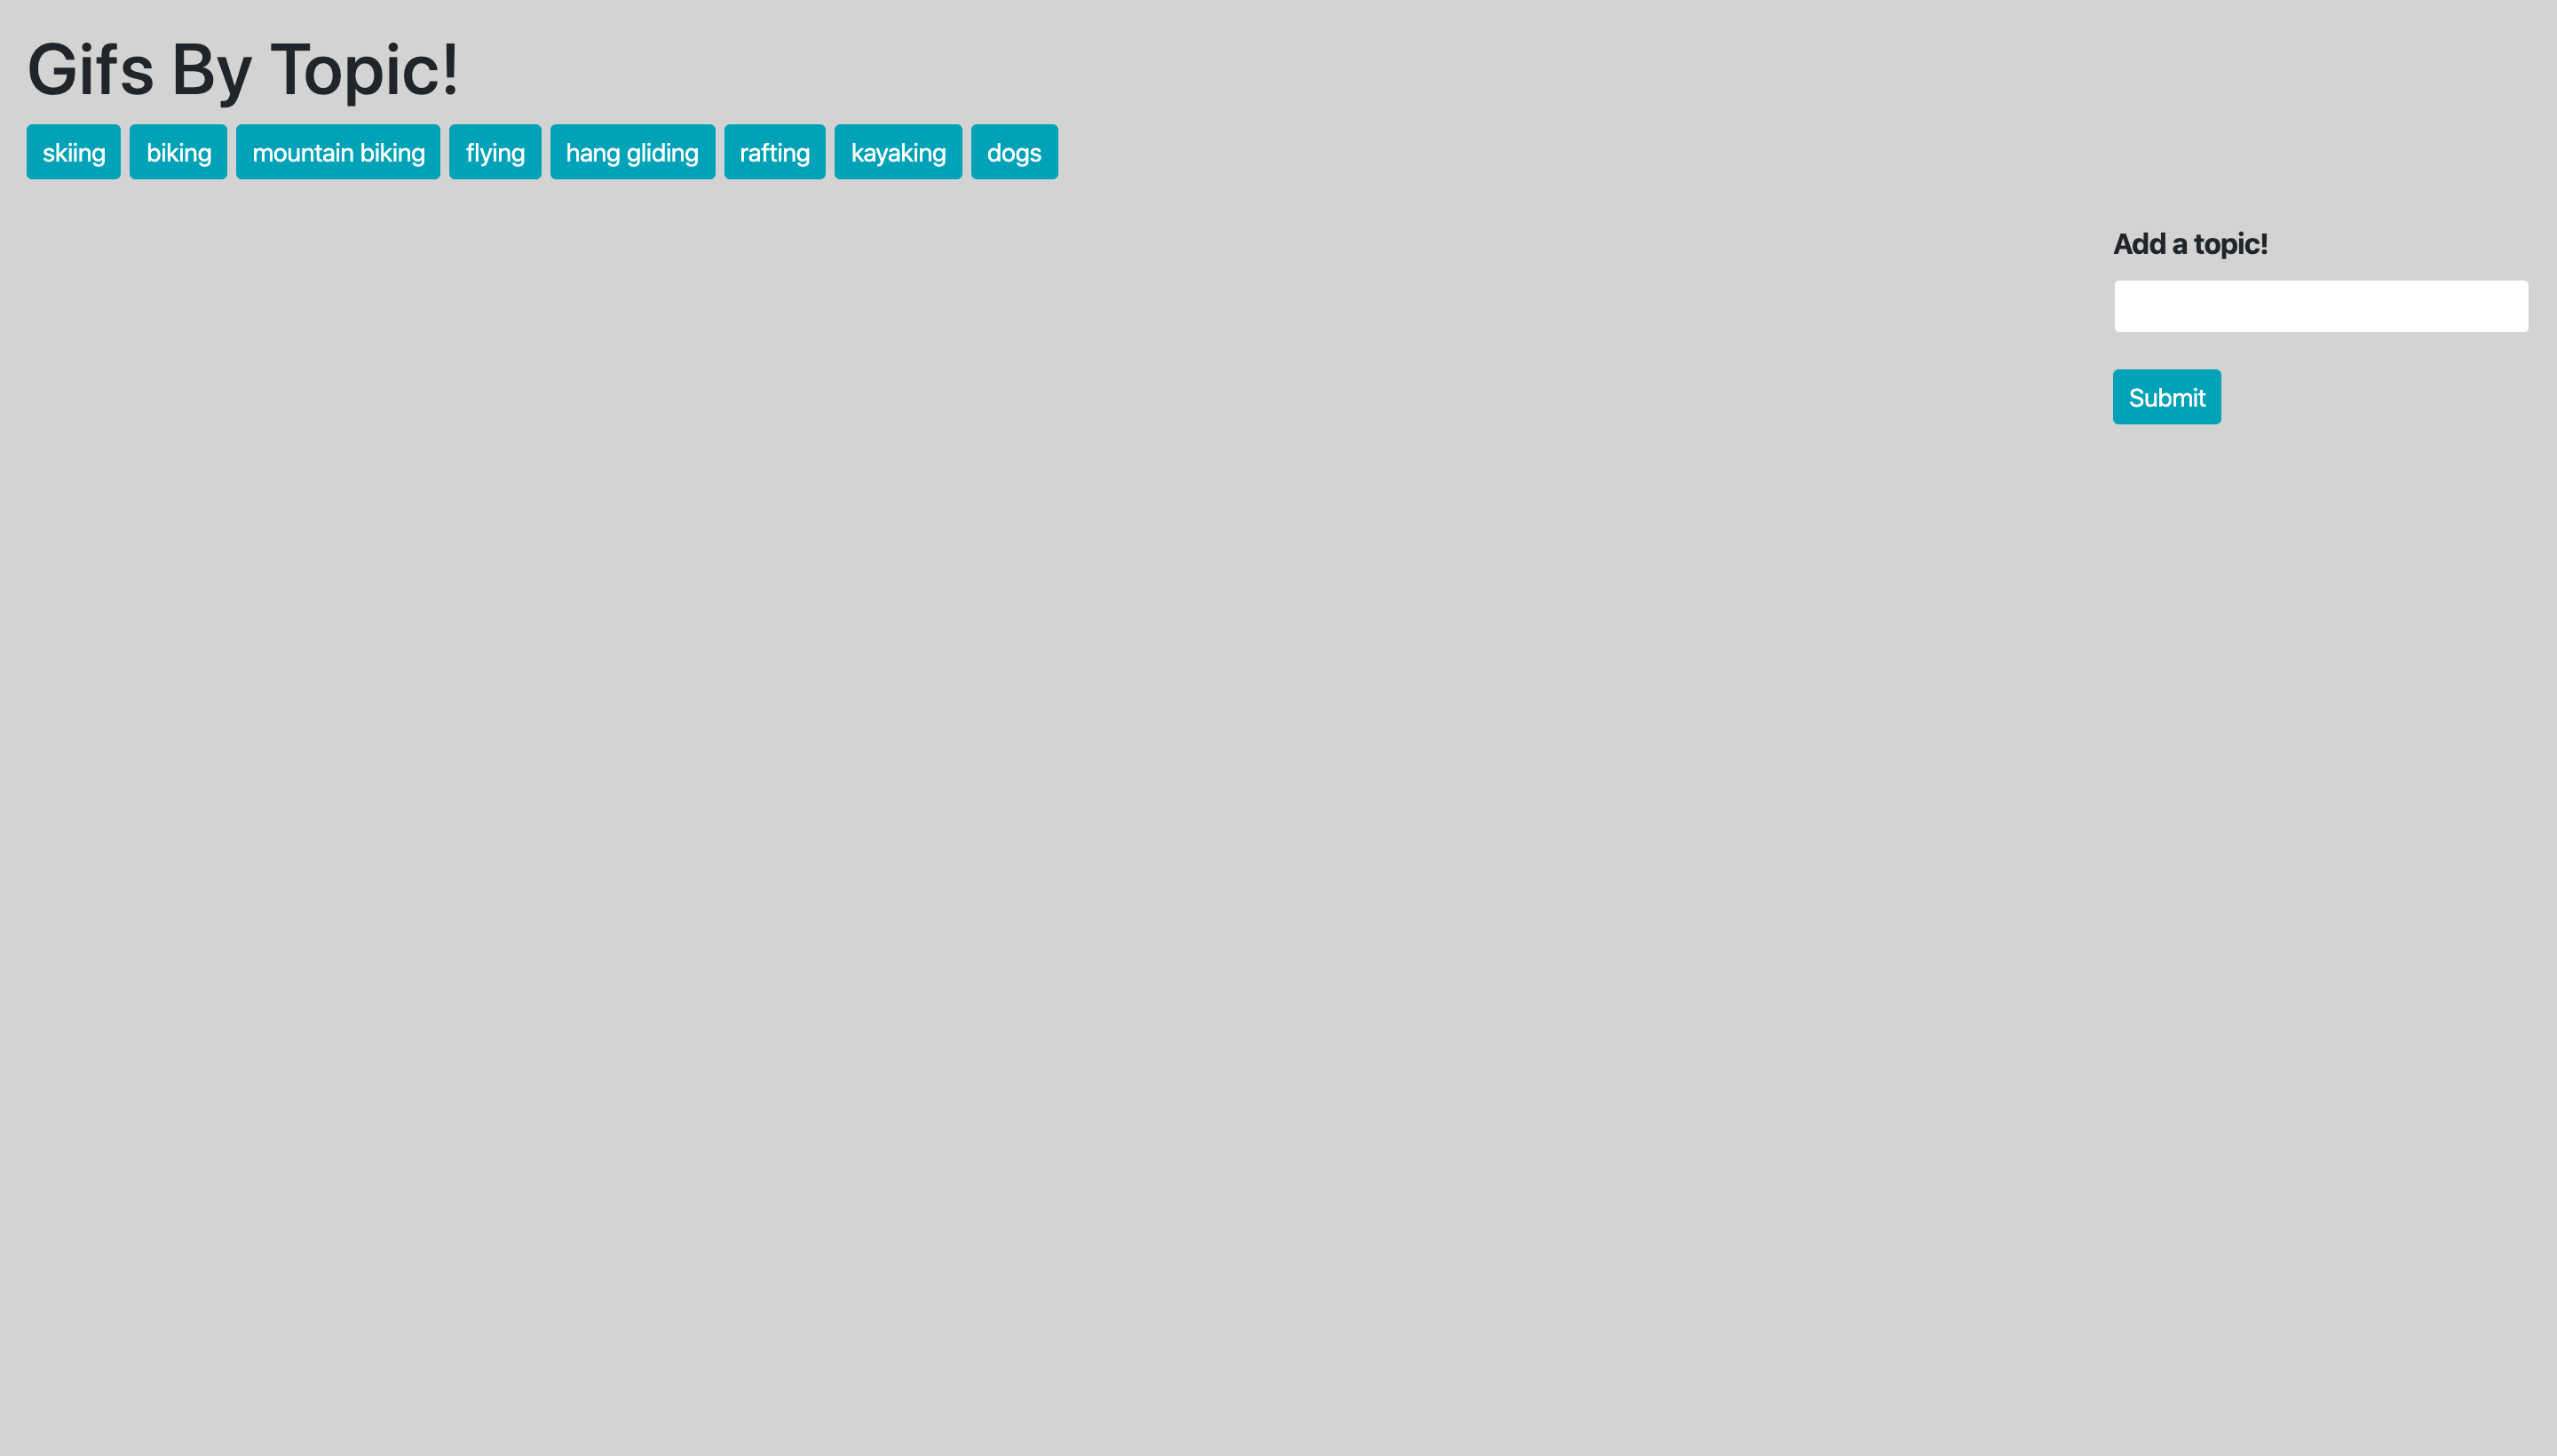 Gifs By Topic!
skiing biking mountain biking flying hang gliding rafting kayaking dogs
Add a topic!
Submit